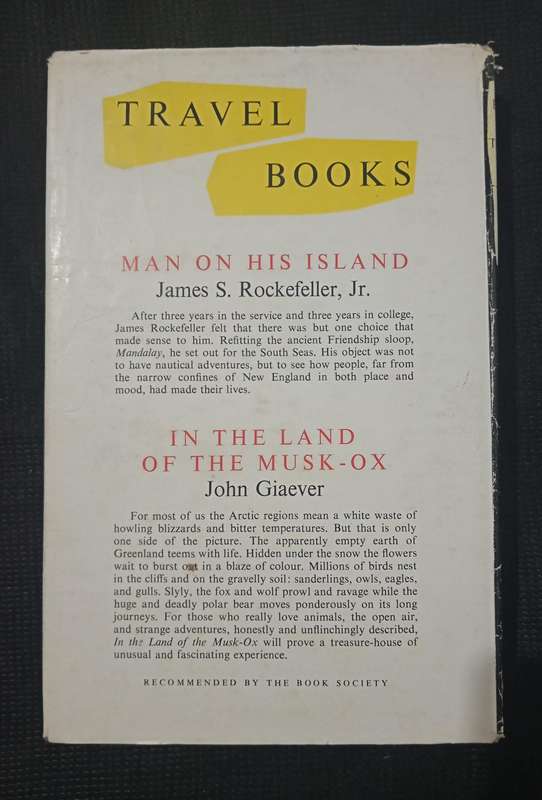 TRAVEL
BOOKS
MAN ON HIS ISLAND
James S. Rockefeller, Jr.
After three years in the service and three years in college,
James Rockefeller felt that there was but one choice that
made sense to him. Refitting the ancient Friendship sloop,
Mandalay, he set out for the South Seas. His object was not
to have nautical adventures, but to see how people, far from
the narrow confines of New England in both place and
mood, had made their lives.
IN THE LAND
OF THE MUSK-OX
John Giaever
For most of us the Arctic regions mean a white waste of
howling blizzards and bitter temperatures. But that is only
one side of the picture. The apparently empty earth of
Greenland teems with life. Hidden under the snow the flowers
wait to burst out in a blaze of colour. Millions of birds nest
in the cliffs and on the gravelly soil: sanderlings, owls, eagles,
and gulls. Slyly, the fox and wolf prowl and ravage while the
huge and deadly polar bear moves ponderously on its long
journeys. For those who really love animals, the open air,
and strange adventures, honestly and unflinchingly described,
In the Land of the Musk-Ox will prove a treasure-house of
unusual and fascinating experience.
RECOMMENDED BY THE BOOK SOCIETY